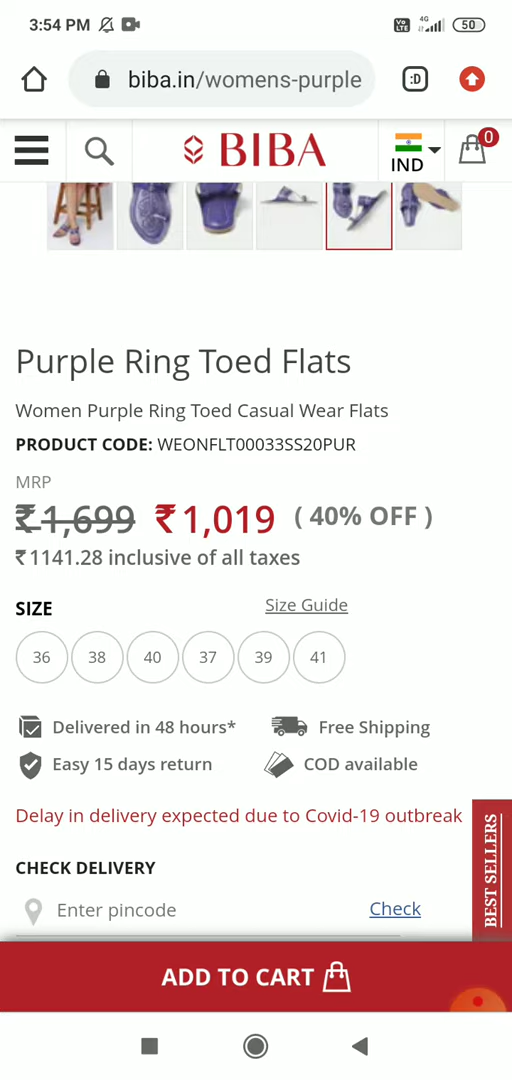 3:54 PM
Vo LTE 4G 50
biba.in/womens-purple
:D
BIBA
IND
0
Purple Ring Toed Flats
Women Purple Ring Toed Casual Wear Flats
PRODUCT CODE: WEONFLT00033SS20PUR
MRP
₹1,699 ₹1,019 ( 40% OFF )
₹1141.28 inclusive of all taxes
SIZE Size Guide
36 38 40 37 39 41
Delivered in 48 hours* Free Shipping
Easy 15 days return COD available
Delay in delivery expected due to Covid-19 outbreak
BEST SELLERS
CHECK DELIVERY
Enter pincode Check
ADD TO CART